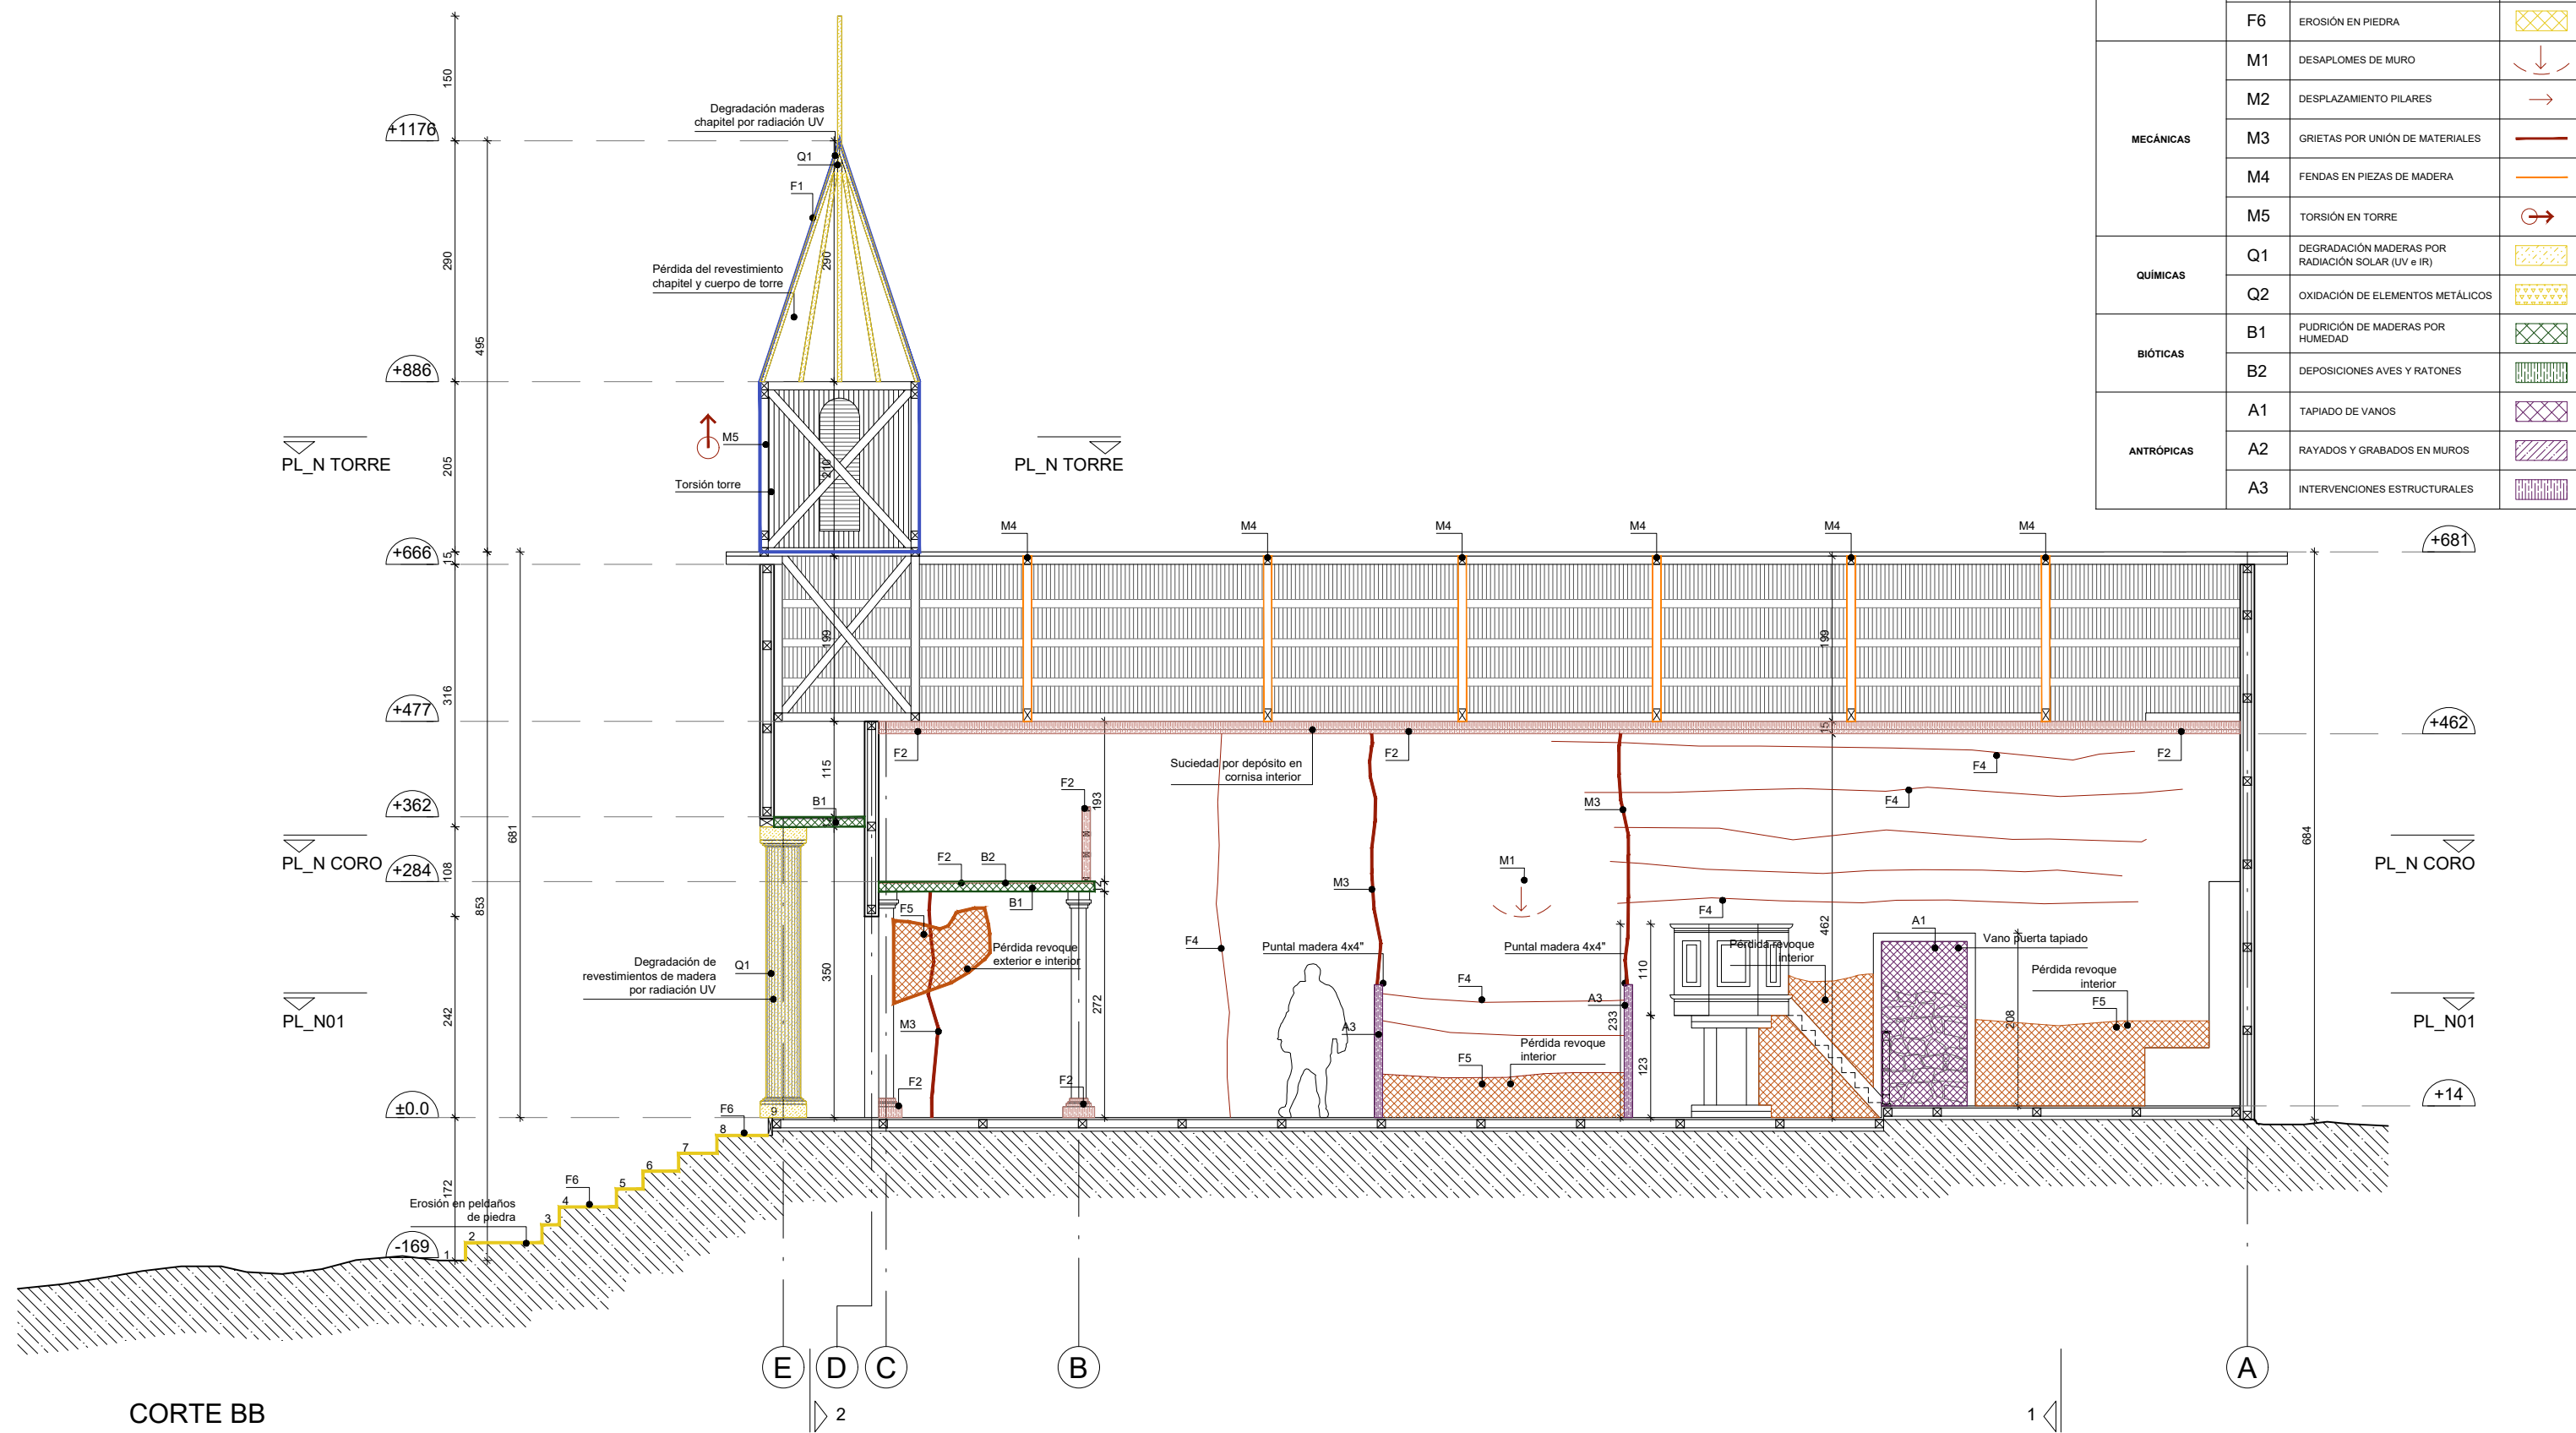 F6 EROSIÓN EN PIEDRA
MECÁNICAS
M1 DESAPLOMES DE MURO
M2 DESPLAZAMIENTO PILARES
M3 GRIETAS POR UNIÓN DE MATERIALES
M4 FENDAS EN PIEZAS DE MADERA
M5 TORSIÓN EN TORRE
QUÍMICAS
Q1 DEGRADACIÓN MADERAS POR
RADIACIÓN SOLAR (UV e IR)
Q2 OXIDACIÓN DE ELEMENTOS METÁLICOS
BIÓTICAS
B1 PUDRICIÓN DE MADERAS POR
HUMEDAD
B2 DEPOSICIONES AVES Y RATONES
ANTRÓPICAS
A1 TAPIADO DE VANOS
A2 RAYADOS Y GRABADOS EN MUROS
A3 INTERVENCIONES ESTRUCTURALES
150
Degradación maderas
chapitel por radiación UV
+1176
Q1
F1
290
290
Pérdida del revestimiento
chapitel y cuerpo de torre
495
+886
M5
PL_N TORRE
PL_N TORRE
205
210
Torsión torre
M4
M4
M4
M4
M4
M4
+666
15
+681
199
199
316
681
+477
15
+462
F2
F2
F2
Suciedad por depósito en
cornisa interior
F4
115
F2
193
+362
B1
M3
F4
684
PL_N CORO
PL_N CORO
108
+284
F2
B2
M1
M3
12
B1
853
F5
F4
462
A1
F4
Puntal madera 4x4"
Puntal madera 4x4"
Pérdida revoque
interior
Vano puerta tapiado
Pérdida revoque
exterior e interior
Degradación de
revestimientos de madera
por radiación UV
Q1
350
110
Pérdida revoque
interior
F4
A3
F5
PL_N01
PL_N01
242
272
233
208
M3
A3
Pérdida revoque
interior
F5
123
F2
F2
±0.0
+14
F6
9
8
7
6
5
F6
4
3
2
1
172
Erosión en peldaños
de piedra
-169
E
D
C
B
A
CORTE BB
2
1